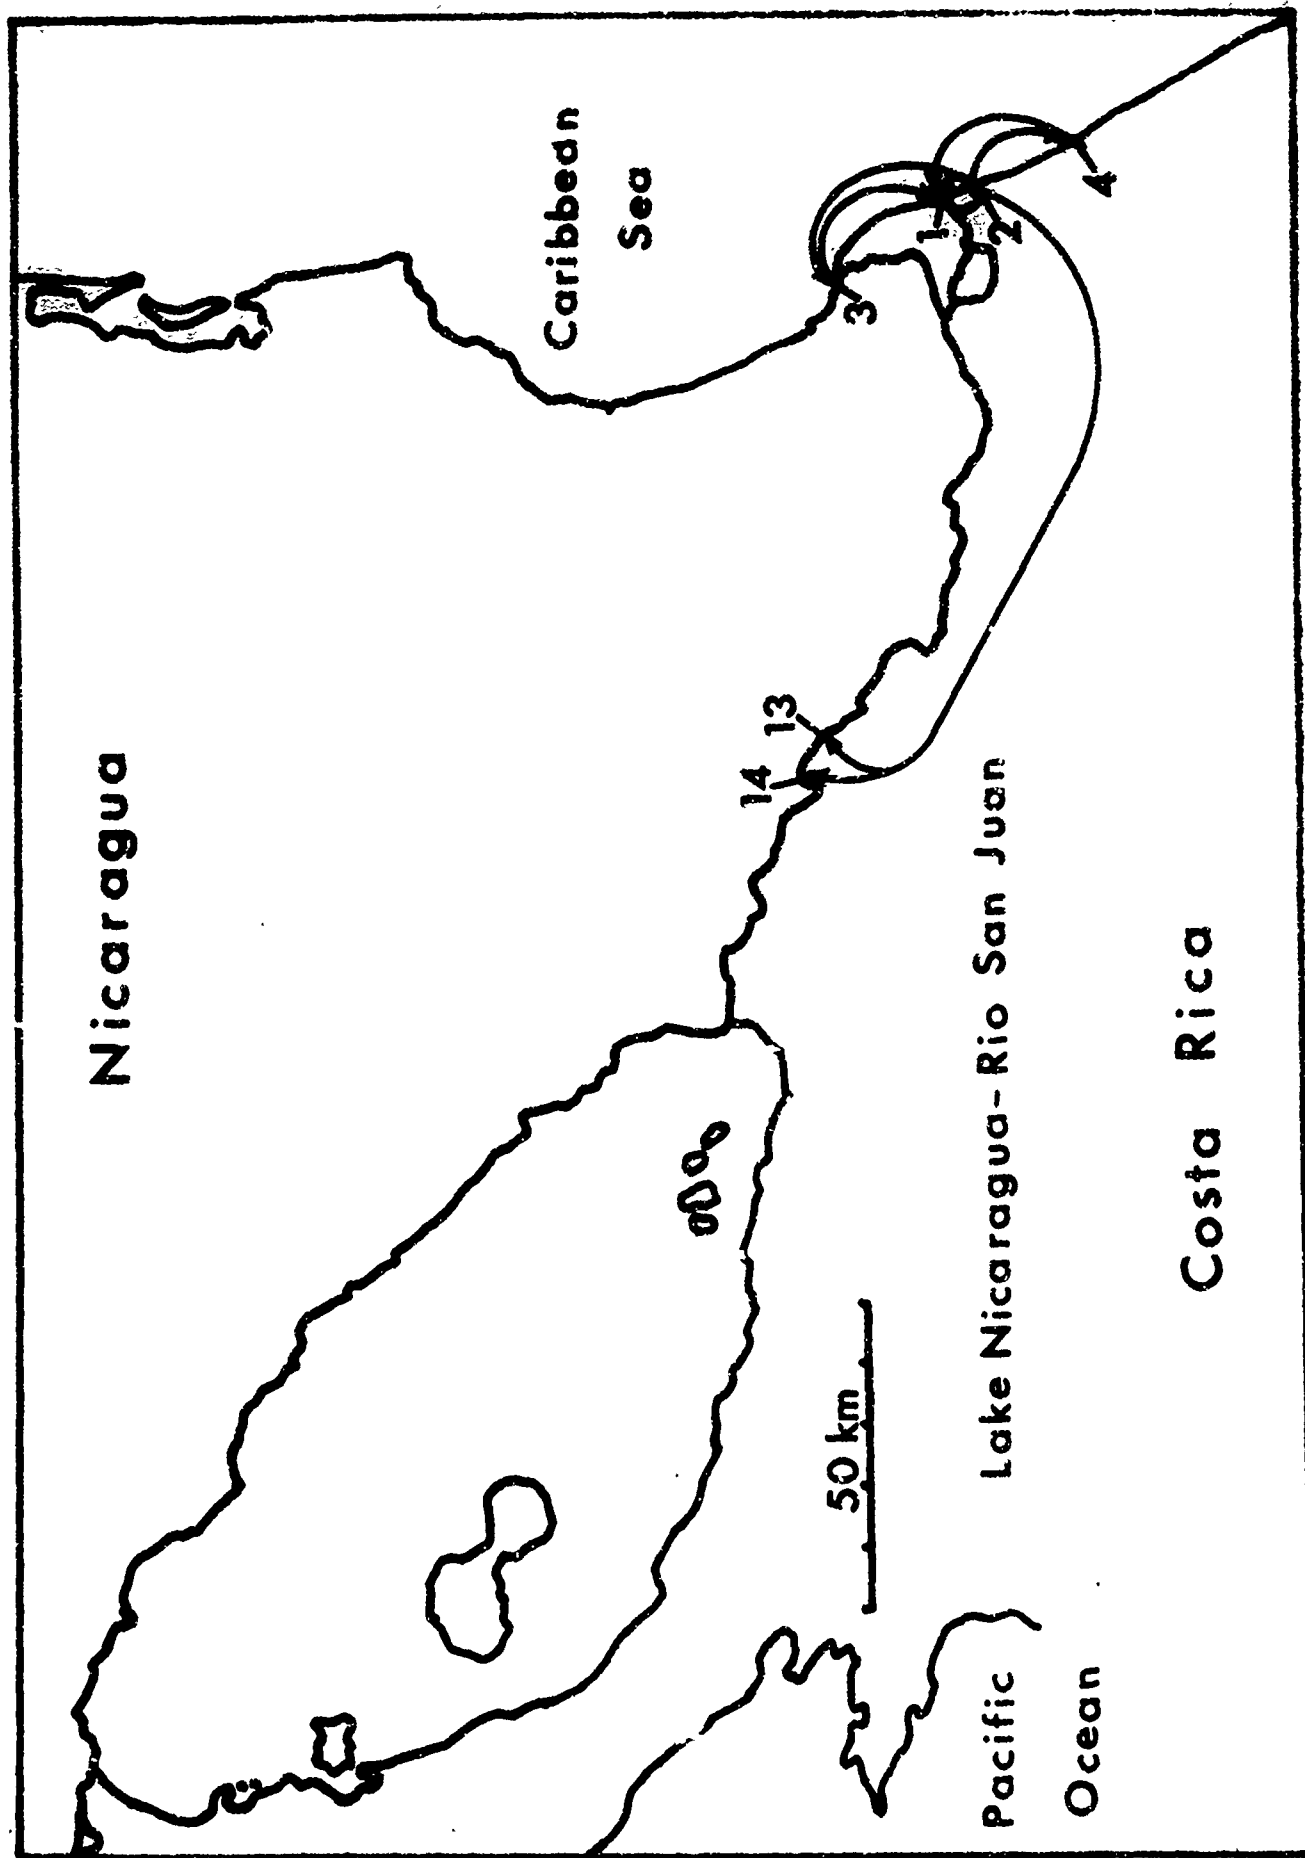 Nicaragua
Caribbean
Sea
3
1
2
4
14
13
50 km
Lake Nicaragua-Rio San Juan
Costa Rica
Pacific
Ocean